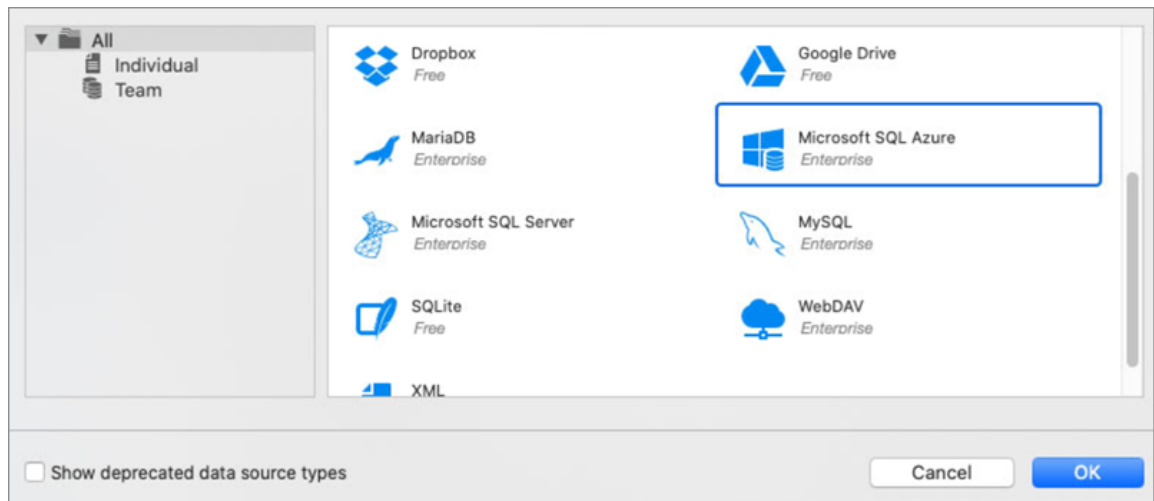 All
Individual
Team
Dropbox
Free
Google Drive
Free
MariaDB
Enterprise
Microsoft SQL Azure
Enterprise
Microsoft SQL Server
Enterprise
MySQL
Enterprise
SQLite
Free
WebDAV
Enterprise
XML
Show deprecated data source types
Cancel
OK